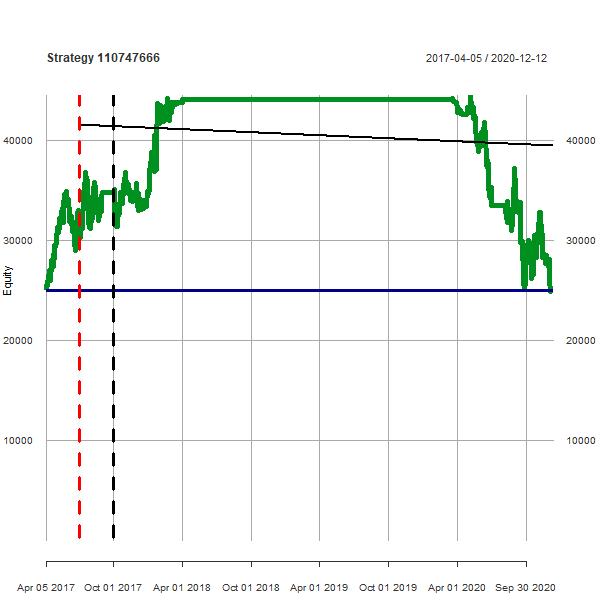 Strategy 110747666
2017-04-05 / 2020-12-12
40000 40000
30000 30000
Equity
20000 20000
10000 10000
Apr 05 2017 Oct 01 2017 Apr 01 2018 Oct 01 2018 Apr 01 2019 Oct 01 2019 Apr 01 2020 Sep 30 2020